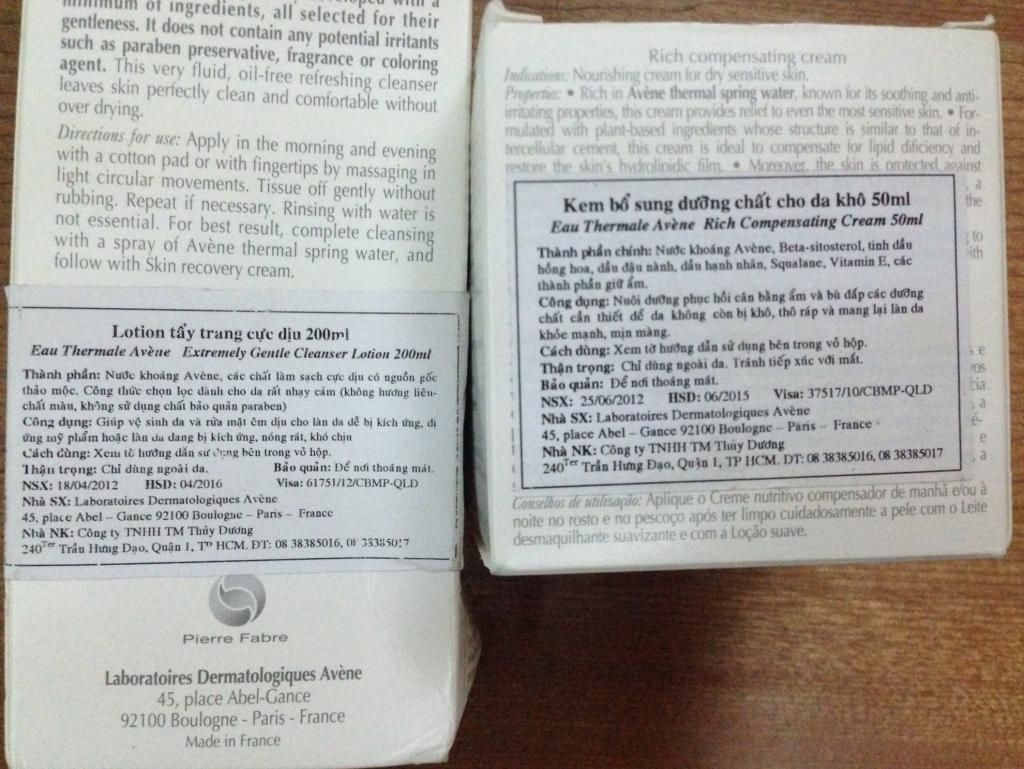 minimum of ingredients, all selected for their
gentleness. It does not contain any potential irritants
such as paraben preservative, fragrance or coloring
agent. This very fluid, oil-free refreshing cleanser
leaves skin perfectly clean and comfortable without
over drying.
Directions for use: Apply in the morning and evening
with a cotton pad or with fingertips by massaging in
light circular movements. Tissue off gently without
rubbing. Repeat if necessary. Rinsing with water is
not essential. For best result, complete cleansing
with a spray of Avène thermal spring water, and
follow with Skin recovery cream.
Lotion tẩy trang cực dịu 200ml
Eau Thermale Avène Extremely Gentle Cleanser Lotion 200ml
Thành phần: Nước khoáng Avène, các chất làm sạch cực dịu có nguồn gốc
thảo mộc. Công thức chọn lọc dành cho da rất nhạy cảm (không hương liệu-
chất màu, không sử dụng chất bảo quản paraben)
Công dụng: Giúp vệ sinh da và rửa mặt êm dịu cho làn da dễ bị kích ứng, dị
ứng mỹ phẩm hoặc làn da đang bị kích ứng, nóng rát, khó chịu
Cách dùng: Xem tờ hướng dẫn sử dụng bên trong vỏ hộp.
Thận trọng: Chỉ dùng ngoài da. Bảo quản: Để nơi thoáng mát.
NSX: 18/04/2012 HSD: 04/2016 Visa: 61751/12/CBMP-QLD
Nhà SX: Laboratoires Dermatologiques Avène
45, place Abel – Gance 92100 Boulogne – Paris – France
Nhà NK: Công ty TNHH TM Thủy Dương
240Ter Trần Hưng Đạo, Quận 1, TP HCM. ĐT: 08 38385016, 08 38385017
Pierre Fabre
Laboratoires Dermatologiques Avène
45, place Abel-Gance
92100 Boulogne - Paris - France
Made in France
Rich compensating cream
Indications: Nourishing cream for dry sensitive skin.
Properties: • Rich in Avène thermal spring water, known for its soothing and anti-
irritating properties, this cream provides relief to even the most sensitive skin. • For-
mulated with plant-based ingredients whose structure is similar to that of in-
tercellular cement, this cream is ideal to compensate for lipid dificiency and
restore the skin's hydrolipidic film. • Moreover, the skin is protected against
Kem bổ sung dưỡng chất cho da khô 50ml
Eau Thermale Avène Rich Compensating Cream 50ml
Thành phần chính: Nước khoáng Avène, Beta-sitosterol, tinh dầu
hồng hoa, dầu đậu nành, dầu hạnh nhân, Squalane, Vitamin E, các
thành phần giữ ẩm.
Công dụng: Nuôi dưỡng phục hồi cân bằng ẩm và bù đắp các dưỡng
chất cần thiết để da không còn bị khô, thô ráp và mang lại làn da
khỏe mạnh, mịn màng.
Cách dùng: Xem tờ hướng dẫn sử dụng bên trong vỏ hộp.
Thận trọng: Chỉ dùng ngoài da. Tránh tiếp xúc với mắt.
Bảo quản: Để nơi thoáng mát.
NSX: 25/06/2012 HSD: 06/2015 Visa: 37517/10/CBMP-QLD
Nhà SX: Laboratoires Dermatologiques Avène
45, place Abel – Gance 92100 Boulogne – Paris – France
Nhà NK: Công ty TNHH TM Thủy Dương
240Ter Trần Hưng Đạo, Quận 1, TP HCM. ĐT: 08 38385016, 08 38385017
Conselhos de utilização: Aplique o Creme nutritivo compensador de manhã e/ou à
noite no rosto e no pescoço após ter limpo cuidadosamente a pele com o Leite
desmaquilhante suavizante e com a Loção suave.